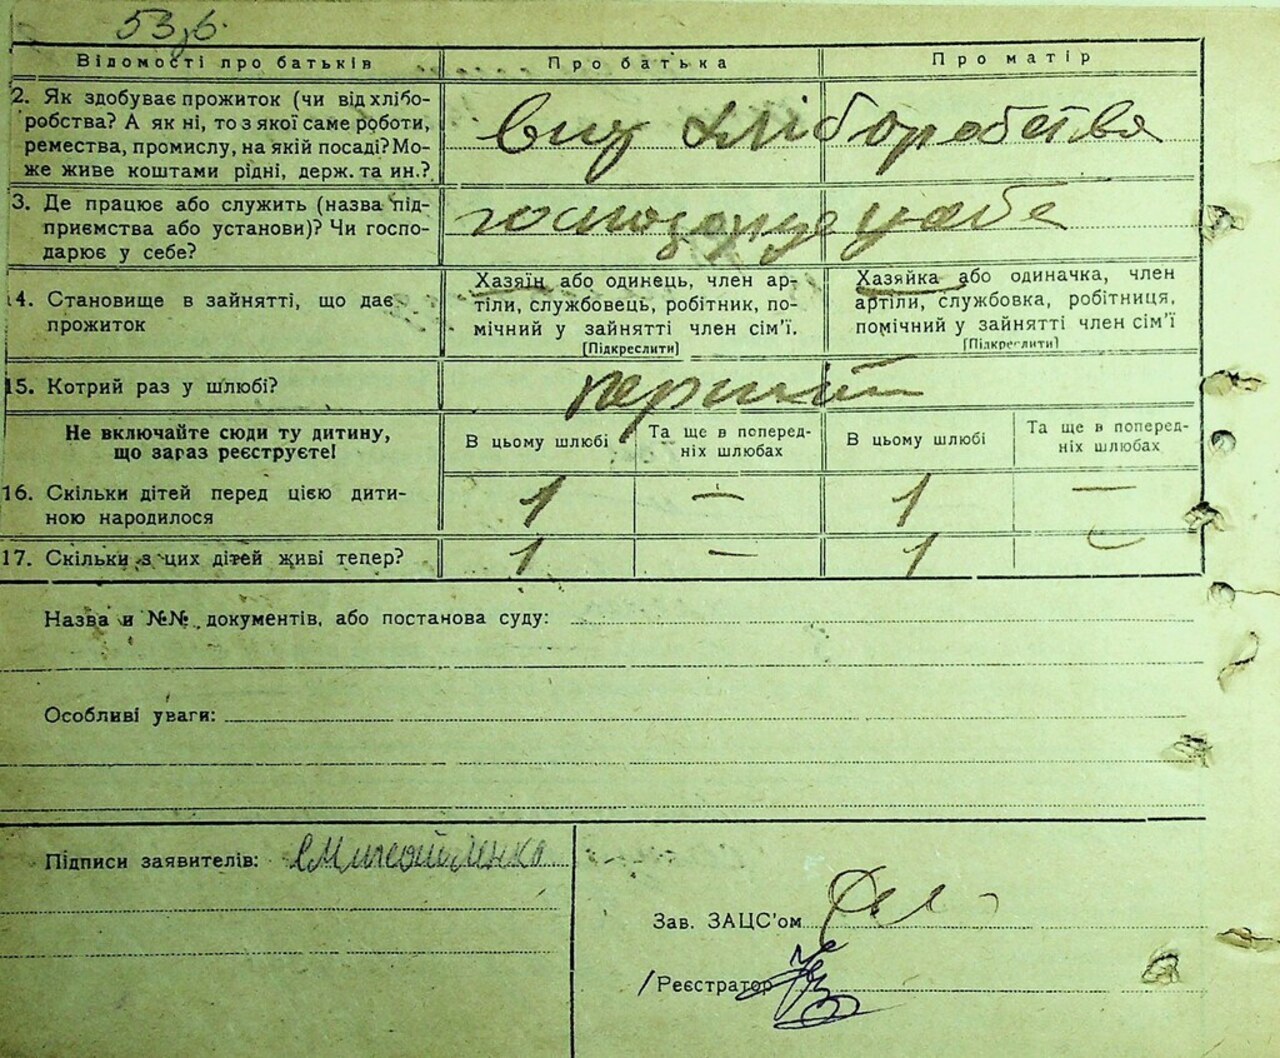 53,б.
Відомості про батьків Про батька Про матір
2. Як здобуває прожиток (чи від хлібо-
робства? А як ні, то з якої саме роботи,
ремества, промислу, на якій посаді? Мо-
же живе коштами рідні, держ. та ин.?
від хліборобства
3. Де працює або служить (назва під-
приємства або установи)? Чи госпо-
дарює у себе?
господарює у себе
14. Становище в зайнятті, що дає
прожиток
Хазяїн або одинець, член ар-
тіли, службовець, робітник, по-
мічний у зайнятті член сім'ї.
(Підкреслити)
Хазяйка або одиначка, член
артіли, службовка, робітниця,
помічний у зайнятті член сім'ї
(Підкреслити)
15. Котрий раз у шлюбі? перший
Не включайте сюди ту дитину,
що зараз реєструєте!
В цьому шлюбі
Та ще в поперед-
ніх шлюбах
В цьому шлюбі
Та ще в поперед-
ніх шлюбах
16. Скільки дітей перед цією дити-
ною народилося
1 — 1 —
17. Скільки з цих дітей живі тепер? 1 — 1 —
Назва и №№ документів, або постанова суду:
Особливі уваги:
Підписи заявителів:
Зав. ЗАЦС'ом
/Реєстратор